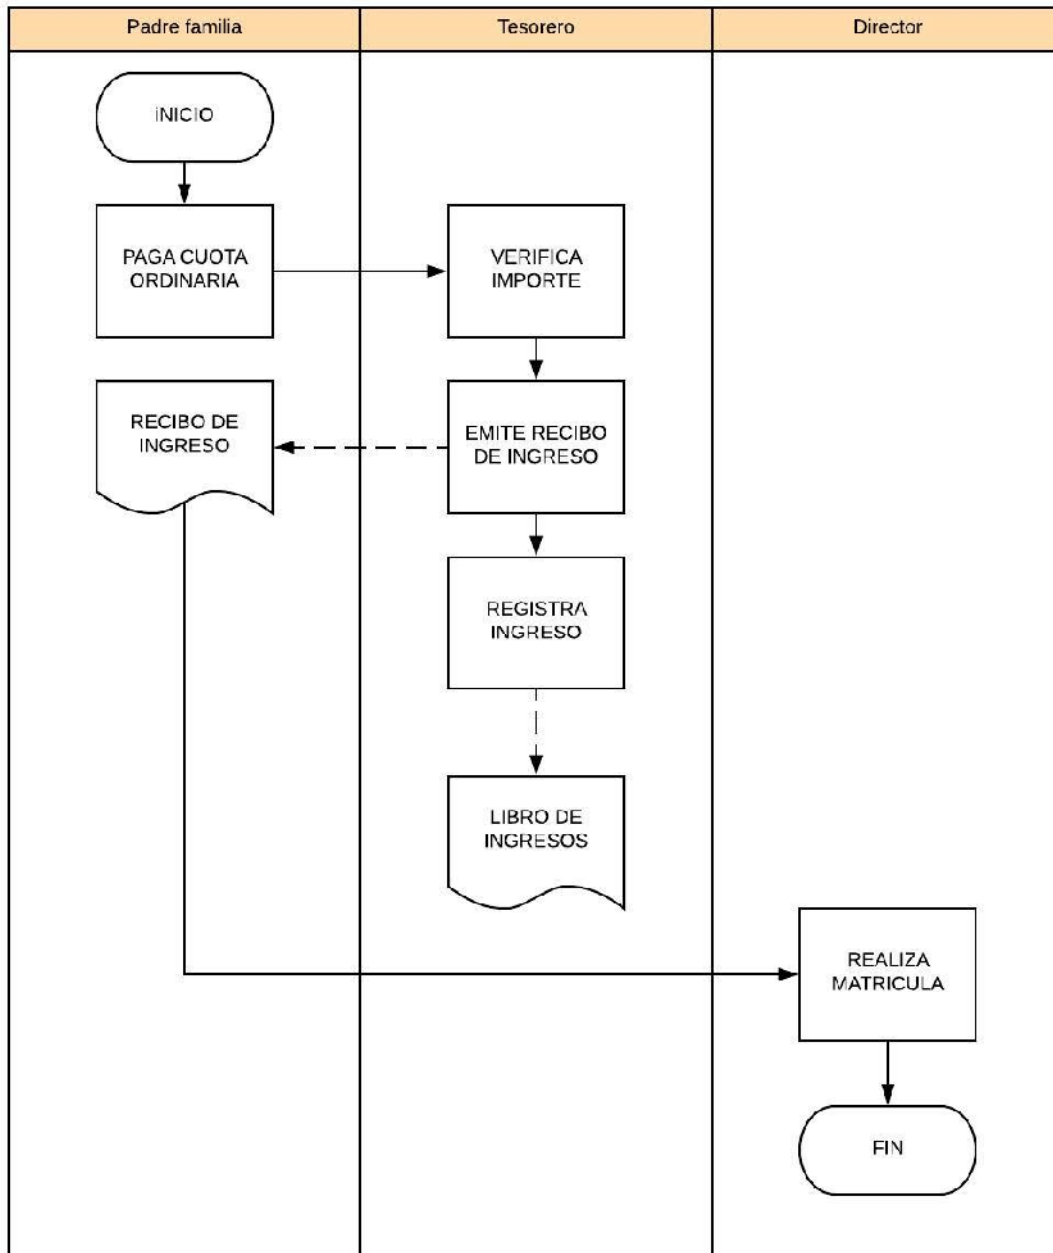 Padre familia
Tesorero
Director
iNICIO
PAGA CUOTA
ORDINARIA
VERIFICA
IMPORTE
RECIBO DE
INGRESO
EMITE RECIBO
DE INGRESO
REGISTRA
INGRESO
LIBRO DE
INGRESOS
REALIZA
MATRICULA
FIN